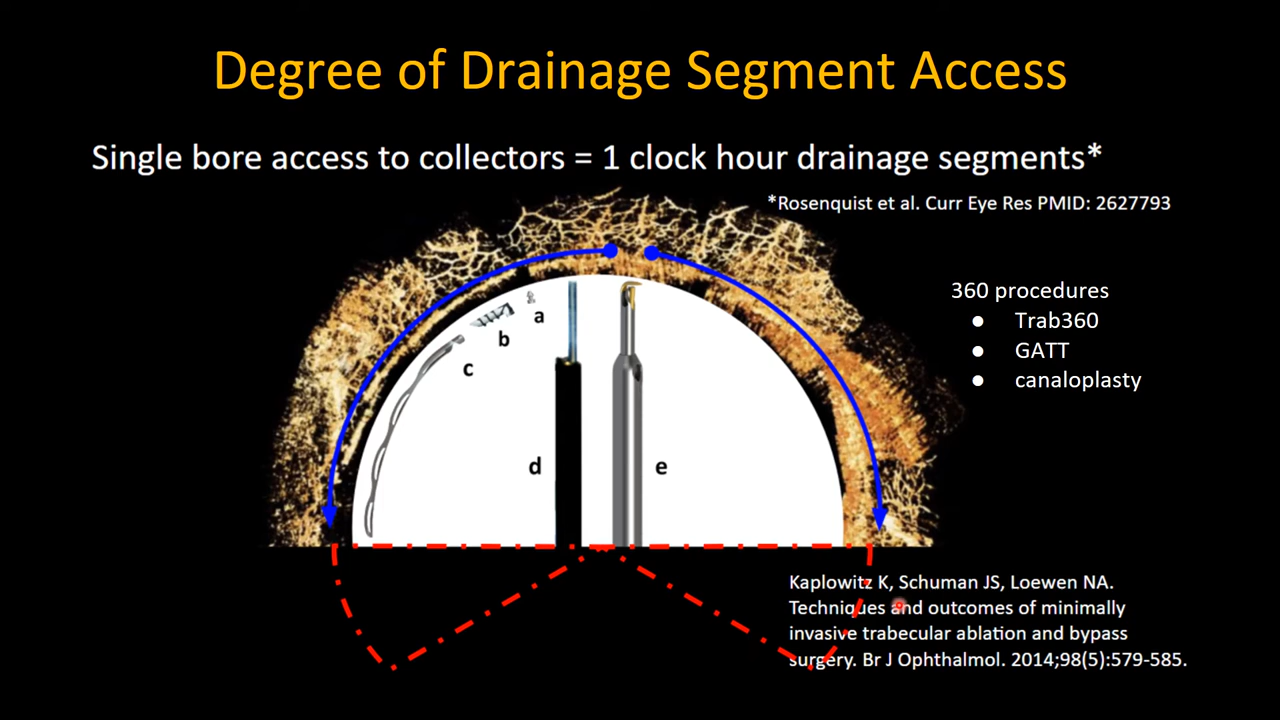 Degree of Drainage Segment Access
Single bore access to collectors = 1 clock hour drainage segments*
*Rosenquist et al. Curr Eye Res PMID: 2627793
360 procedures
● Trab360
● GATT
● canaloplasty
a
b
c
d
e
Kaplowitz K, Schuman JS, Loewen NA.
Techniques and outcomes of minimally
invasive trabecular ablation and bypass
surgery. Br J Ophthalmol. 2014;98(5):579-585.